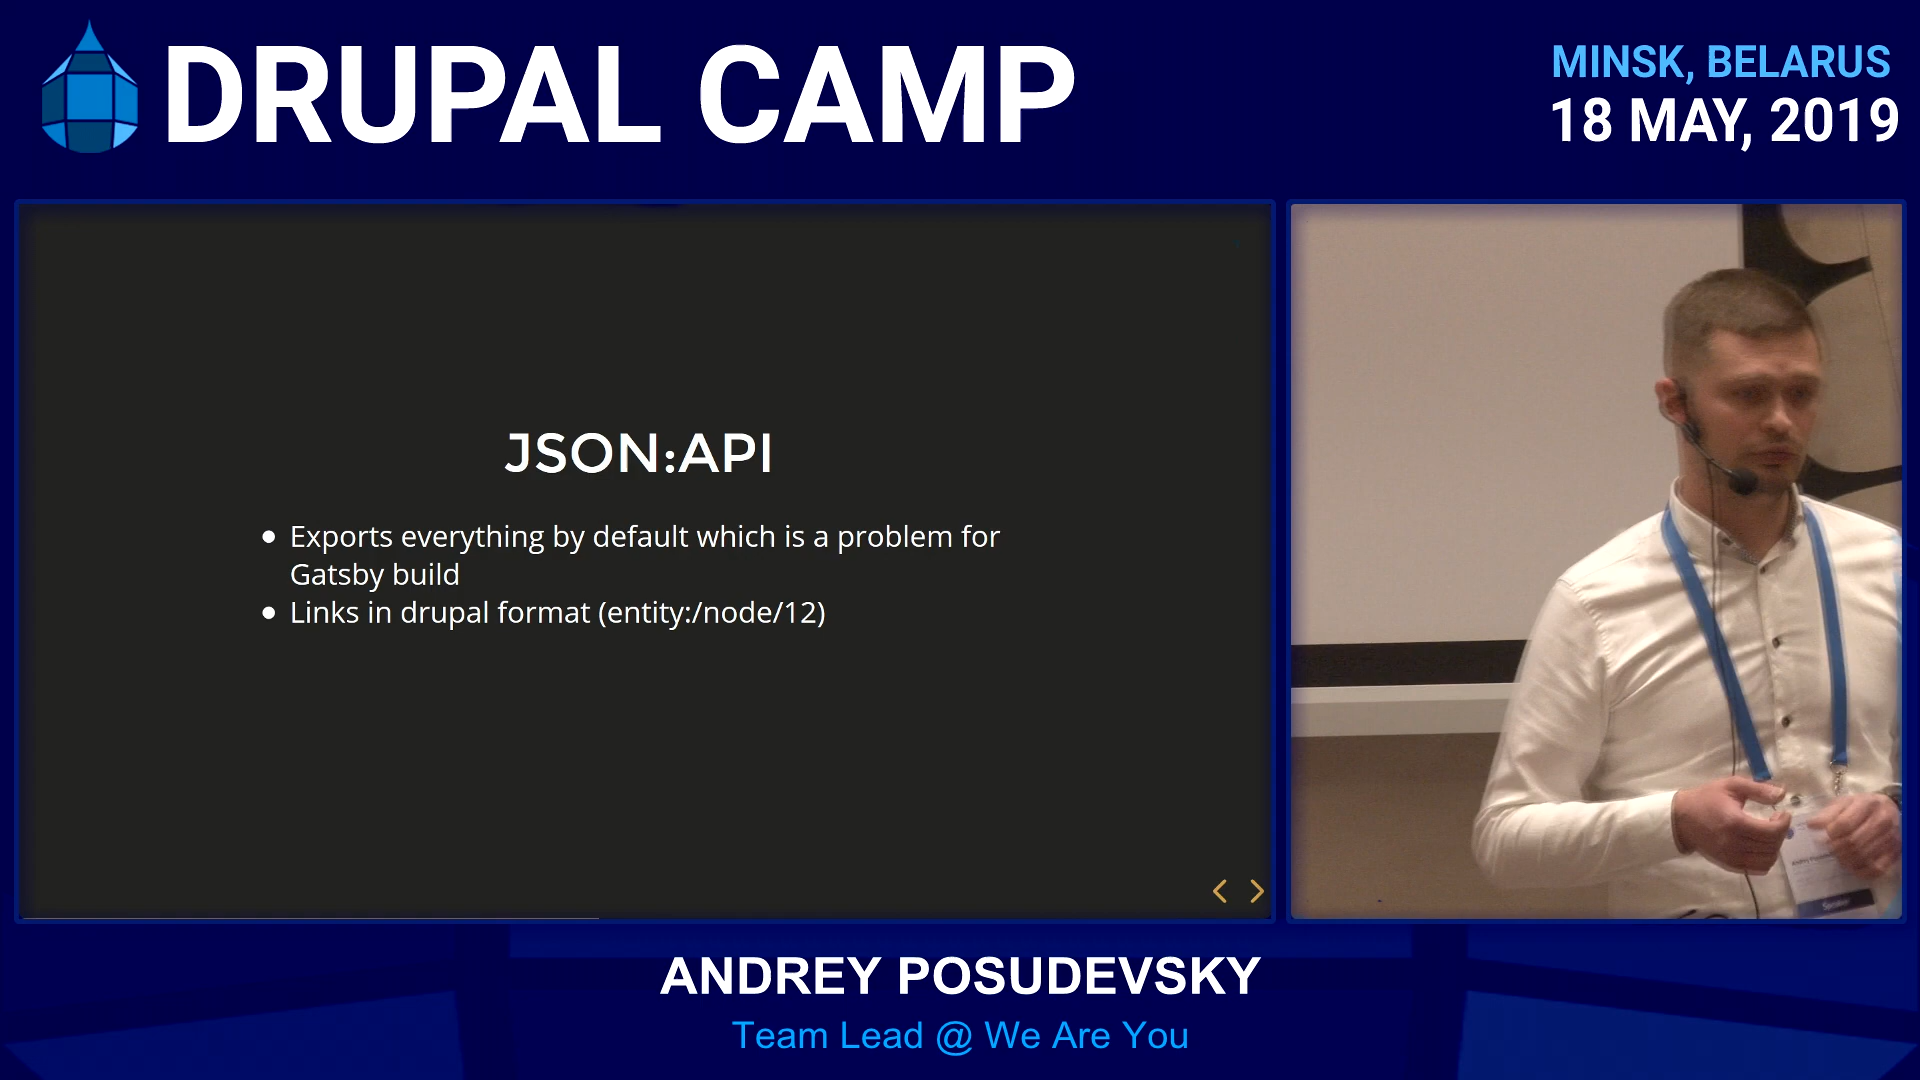 DRUPAL CAMP
MINSK, BELARUS
18 MAY, 2019
JSON:API
• Exports everything by default which is a problem for
Gatsby build
• Links in drupal format (entity:/node/12)
Speaker
ANDREY POSUDEVSKY
Team Lead @ We Are You